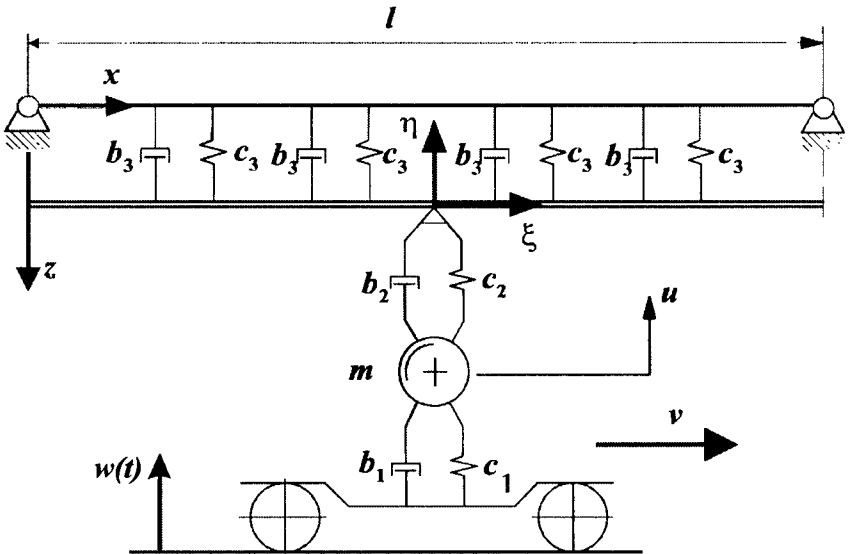 l
x
η
b₃ c₃ b₃ c₃ b₃ c₃ b₃ c₃
ξ
z
b₂ c₂
u
m
v
w(t)
b₁ c₁